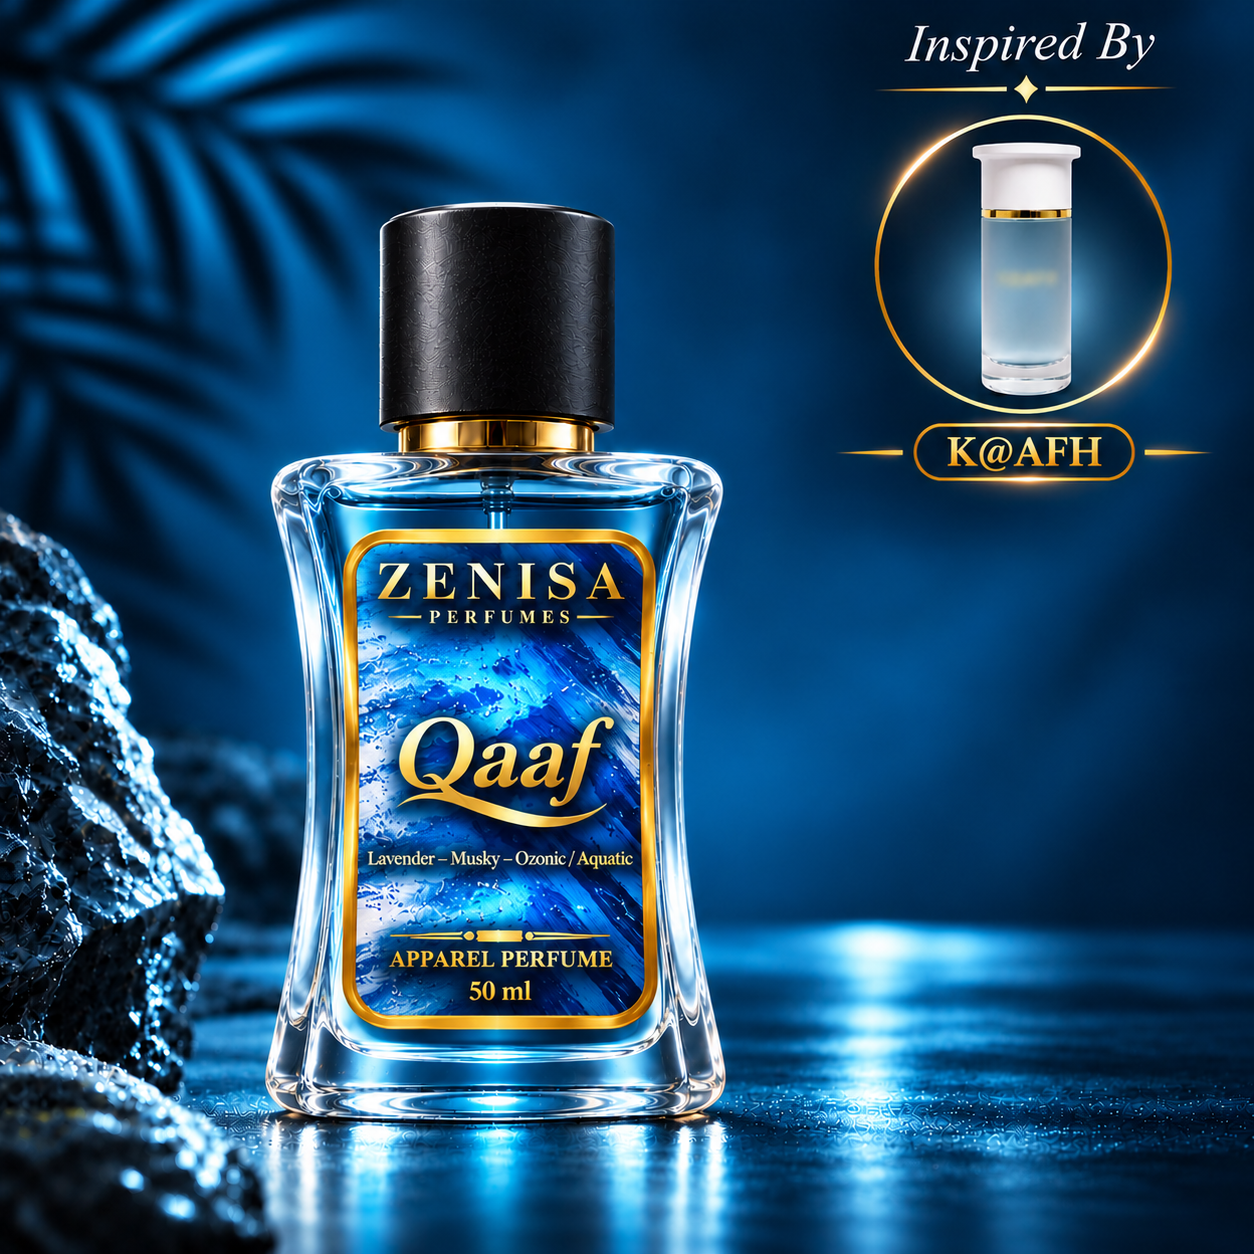 Inspired By
K@AFH
ZENISA
PERFUMES
Qaaf
Lavender – Musky – Ozonic / Aquatic
APPAREL PERFUME
50 ml